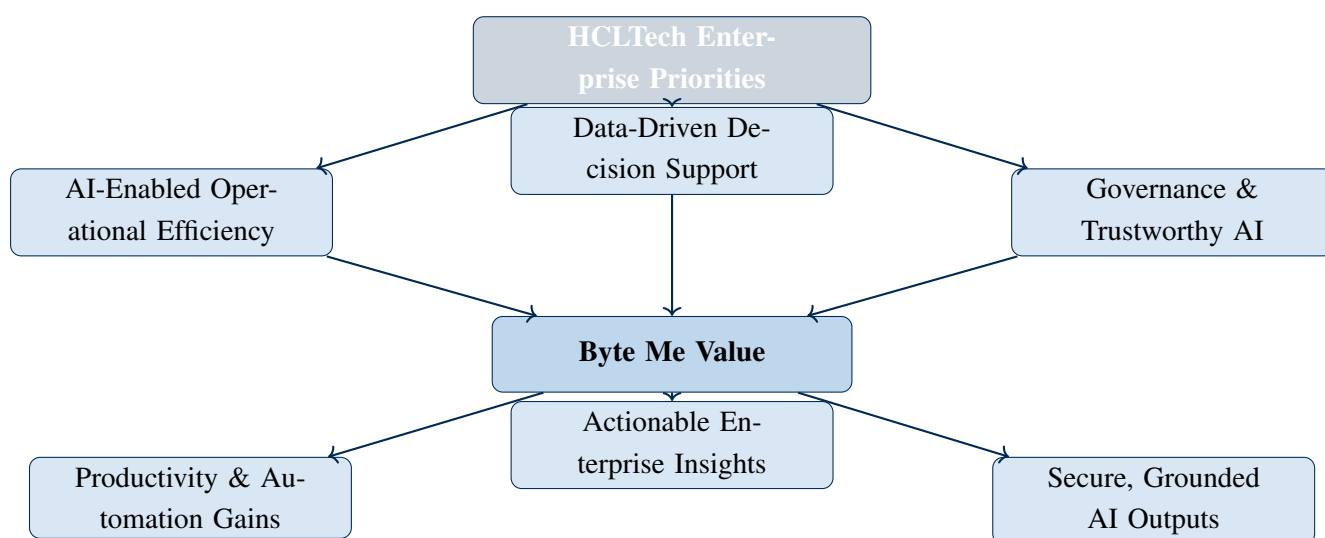 HCLTech Enter-
prise Priorities
Data-Driven De-
cision Support
AI-Enabled Oper-
ational Efficiency
Governance &
Trustworthy AI
Byte Me Value
Actionable En-
terprise Insights
Productivity & Au-
tomation Gains
Secure, Grounded
AI Outputs